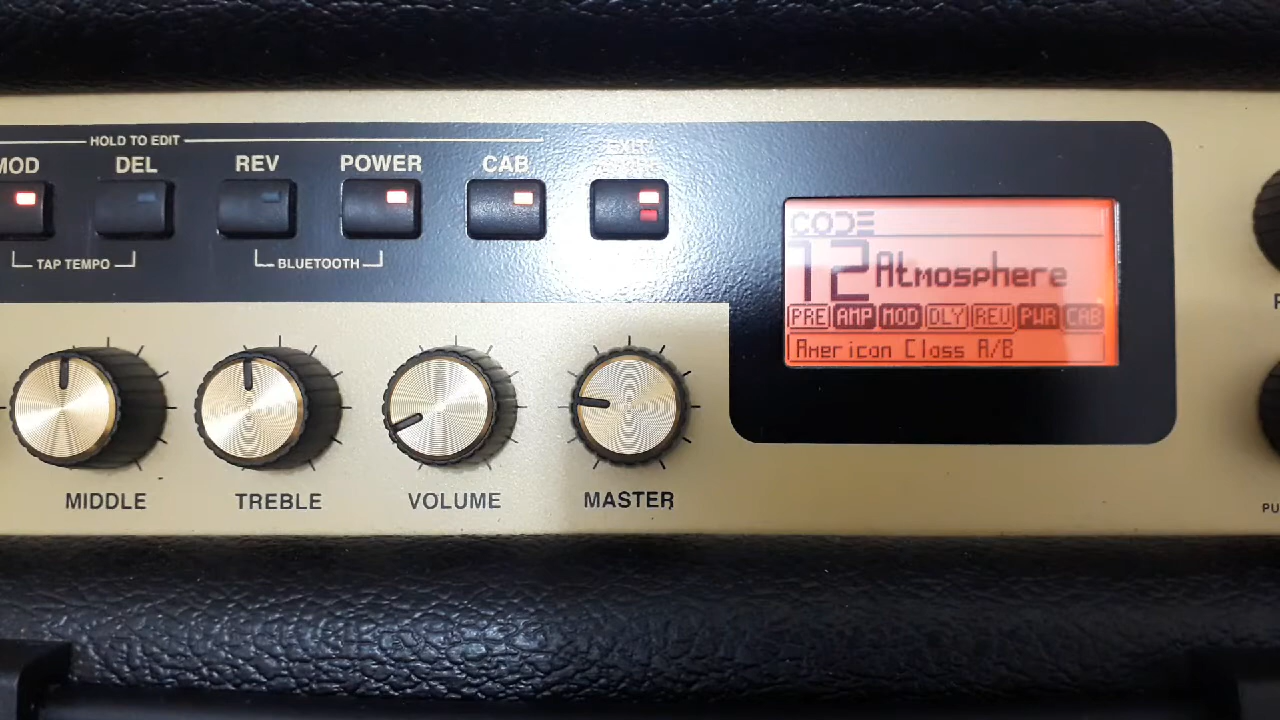 HOLD TO EDIT
MOD DEL REV POWER CAB EXIT
TAP TEMPO BLUETOOTH
CODE
12 Atmosphere
PRE AMP MOD DLY REV PWR CAB
American Class A/B
MIDDLE TREBLE VOLUME MASTER